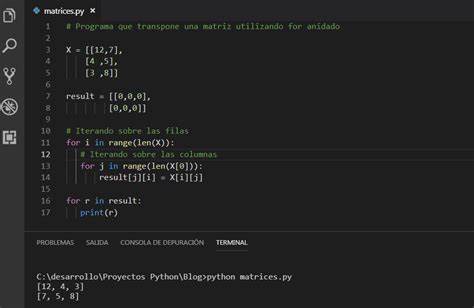 matrices.py
1 # Programa que transpone una matriz utilizando for anidado
2
3 X = [[12,7],
4 [4 ,5],
5 [3 ,8]]
6
7 result = [[0,0,0],
8 [0,0,0]]
9
10 # Iterando sobre las filas
11 for i in range(len(X)):
12 # Iterando sobre las columnas
13 for j in range(len(X[0])):
14 result[j][i] = X[i][j]
15
16 for r in result:
17 print(r)
PROBLEMAS SALIDA CONSOLA DE DEPURACIÓN TERMINAL
C:\desarrollo\Proyectos Python\Blog>python matrices.py
[12, 4, 3]
[7, 5, 8]